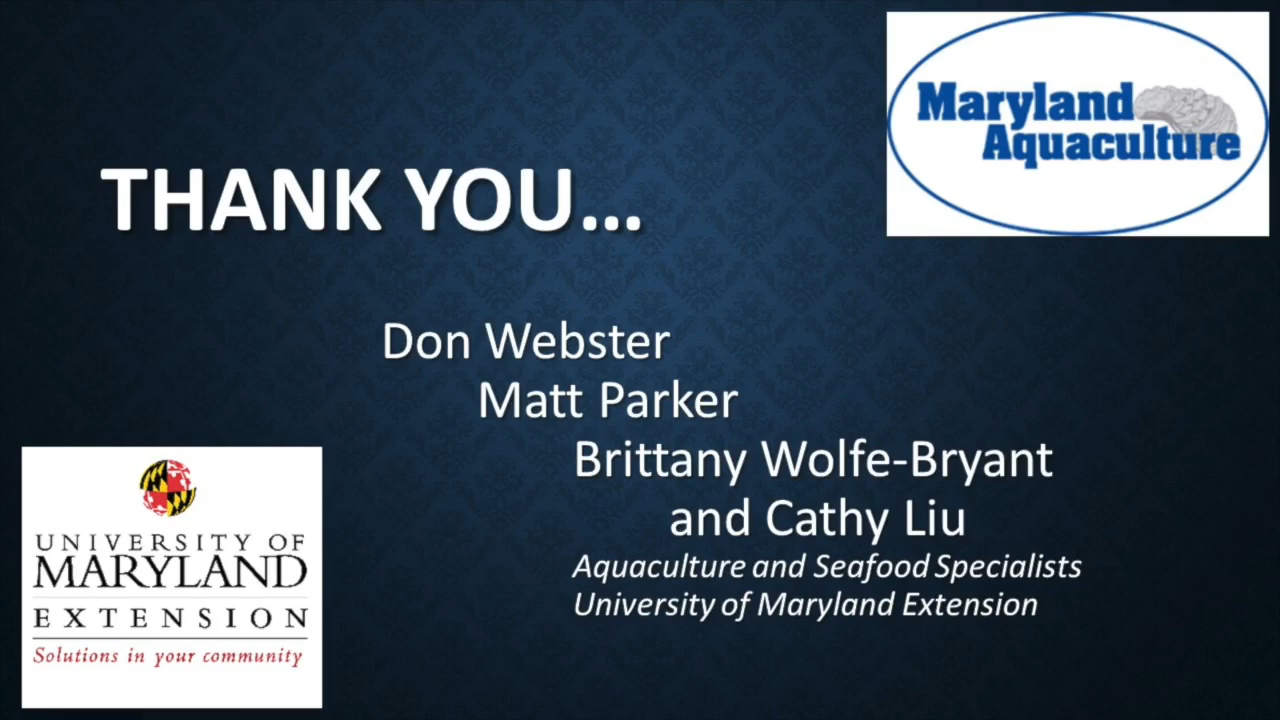 Maryland
Aquaculture
THANK YOU...
Don Webster
Matt Parker
Brittany Wolfe-Bryant
and Cathy Liu
Aquaculture and Seafood Specialists
University of Maryland Extension
UNIVERSITY OF
MARYLAND
EXTENSION
Solutions in your community